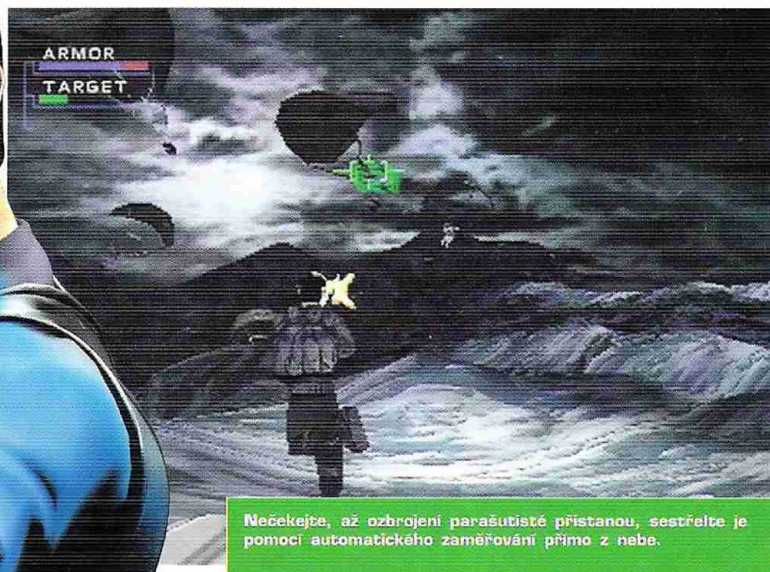 ARMOR
TARGET
Nečekejte, až ozbrojení parašutisté přistanou, sestřelte je
pomocí automatického zaměřování přímo z nebe.